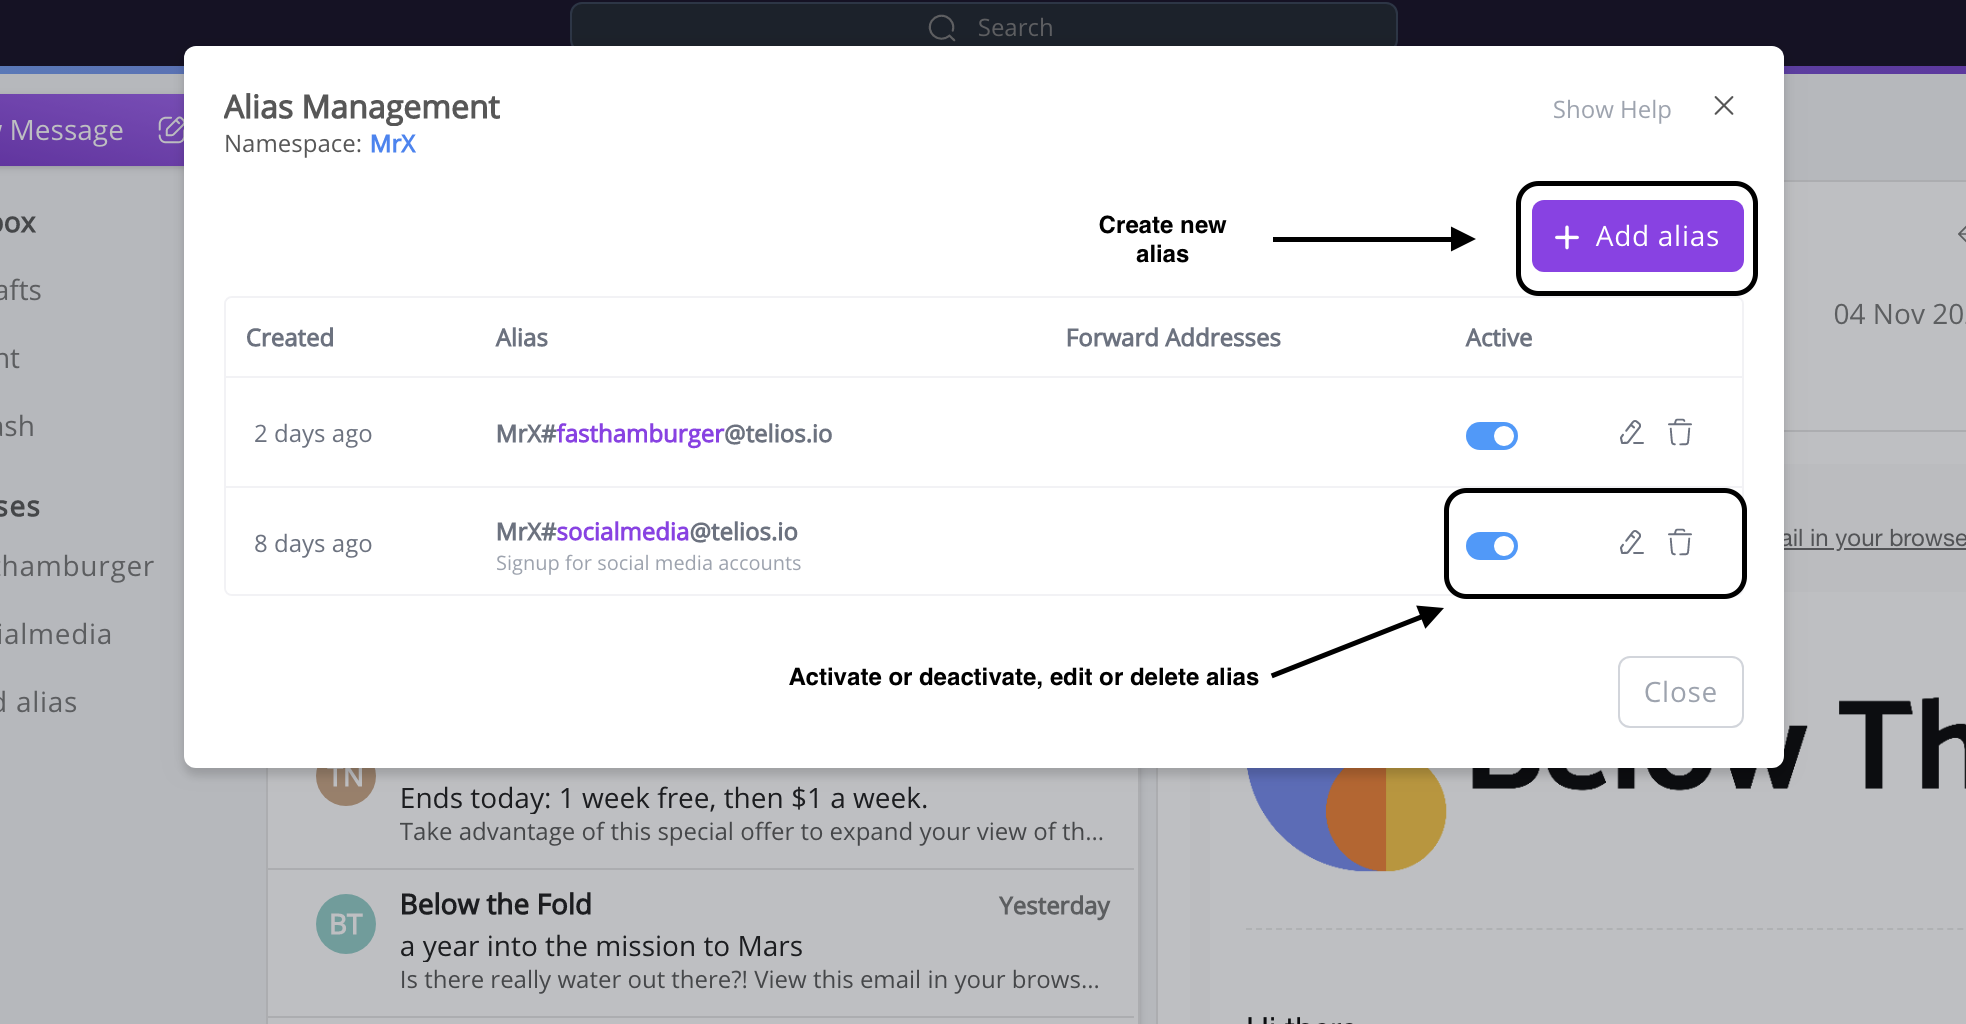 Search
Alias Management
Show Help
Namespace: MrX
Message
Create new
alias
+ Add alias
Created Alias Forward Addresses Active
04 Nov 20
2 days ago MrX#fasthamburger@telios.io
8 days ago MrX#socialmedia@telios.io
Signup for social media accounts
ail in your browse
hamburger
ialmedia
alias
Activate or deactivate, edit or delete alias
Close
Below Th
TN
Ends today: 1 week free, then $1 a week.
Take advantage of this special offer to expand your view of th...
BT
Below the Fold Yesterday
a year into the mission to Mars
Is there really water out there?! View this email in your brows...
Hi there